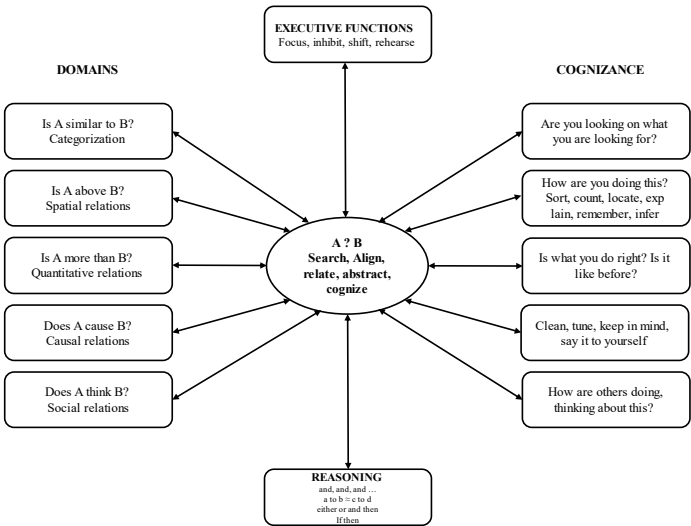 EXECUTIVE FUNCTIONS
Focus, inhibit, shift, rehearse
DOMAINS
COGNIZANCE
Is A similar to B?
Categorization
Is A above B?
Spatial relations
Is A more than B?
Quantitative relations
Does A cause B?
Causal relations
Does A think B?
Social relations
A ? B
Search, Align,
relate, abstract,
cognize
Are you looking on what
you are looking for?
How are you doing this?
Sort, count, locate, exp
lain, remember, infer
Is what you do right? Is it
like before?
Clean, tune, keep in mind,
say it to yourself
How are others doing,
thinking about this?
REASONING
and, and, and …
a to b = c to d
either or and then
If then